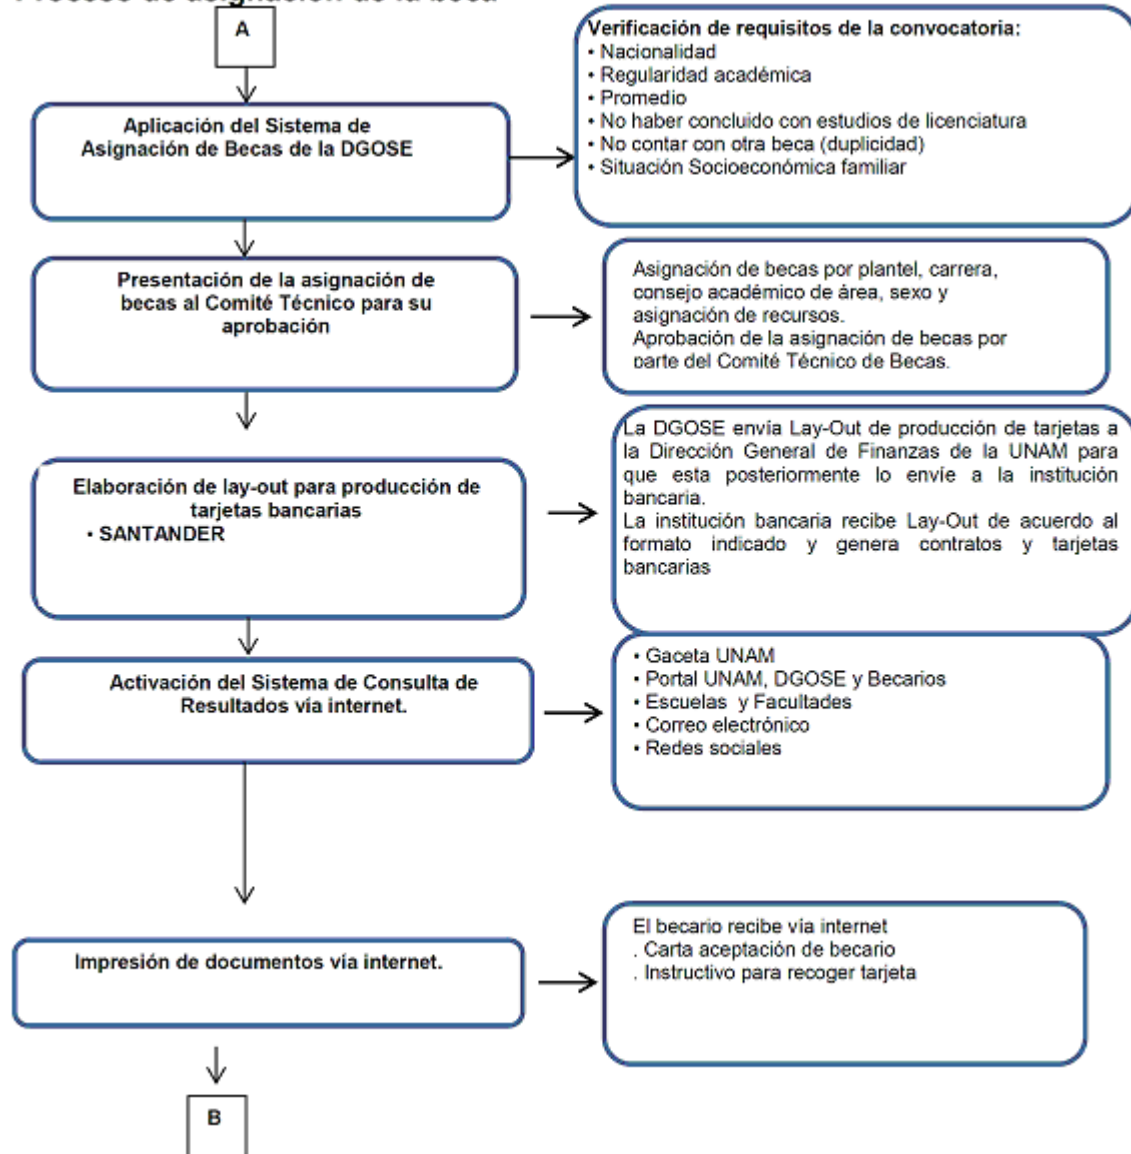 Proceso de asignación de la beca
A
Verificación de requisitos de la convocatoria:
• Nacionalidad
• Regularidad académica
• Promedio
• No haber concluido con estudios de licenciatura
• No contar con otra beca (duplicidad)
• Situación Socioeconómica familiar
Aplicación del Sistema de
Asignación de Becas de la DGOSE
Presentación de la asignación de
becas al Comité Técnico para su
aprobación
Asignación de becas por plantel, carrera,
consejo académico de área, sexo y
asignación de recursos.
Aprobación de la asignación de becas por
parte del Comité Técnico de Becas.
Elaboración de lay-out para producción de
tarjetas bancarias
• SANTANDER
La DGOSE envía Lay-Out de producción de tarjetas a
la Dirección General de Finanzas de la UNAM para
que esta posteriormente lo envíe a la institución
bancaria.
La institución bancaria recibe Lay-Out de acuerdo al
formato indicado y genera contratos y tarjetas
bancarias
Activación del Sistema de Consulta de
Resultados vía internet.
• Gaceta UNAM
• Portal UNAM, DGOSE y Becarios
• Escuelas y Facultades
• Correo electrónico
• Redes sociales
Impresión de documentos vía internet.
El becario recibe vía internet
. Carta aceptación de becario
. Instructivo para recoger tarjeta
B